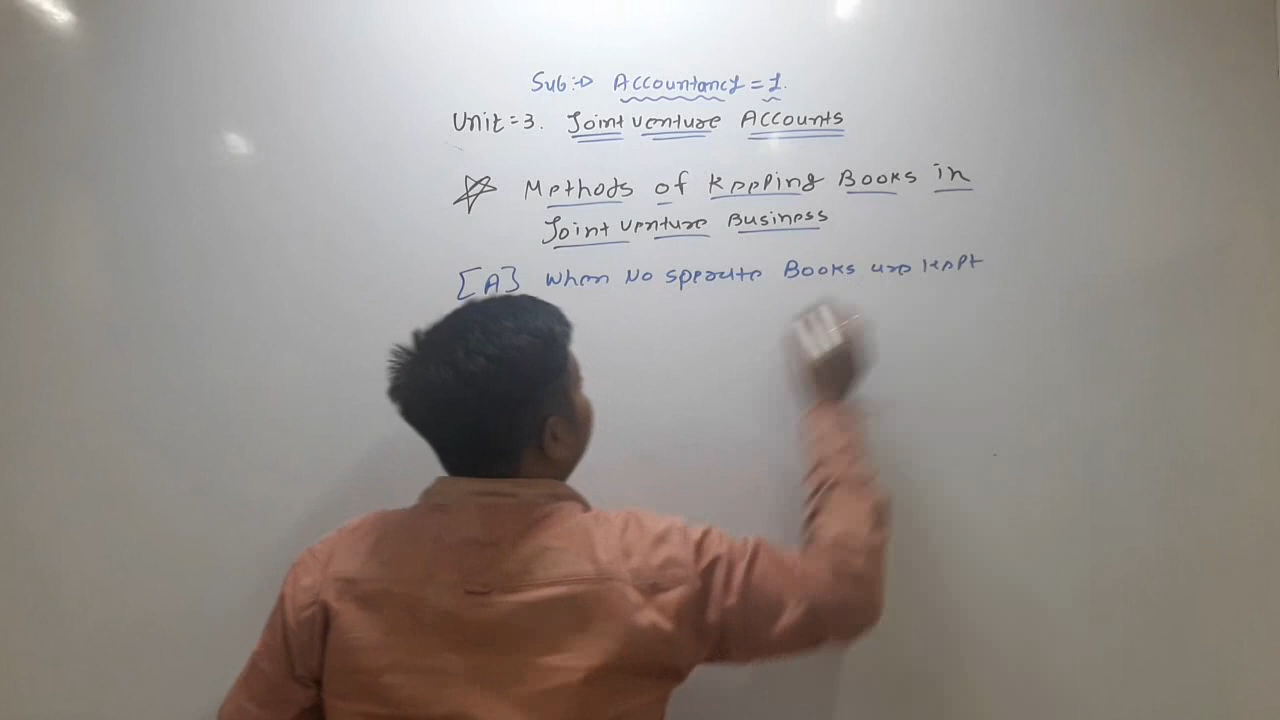 Sub:→ Accountancy = 1.
Unit = 3. Joint venture Accounts
☆ Methods of Keeping Books in
Joint venture Business
[A] When No sperate Books are kept